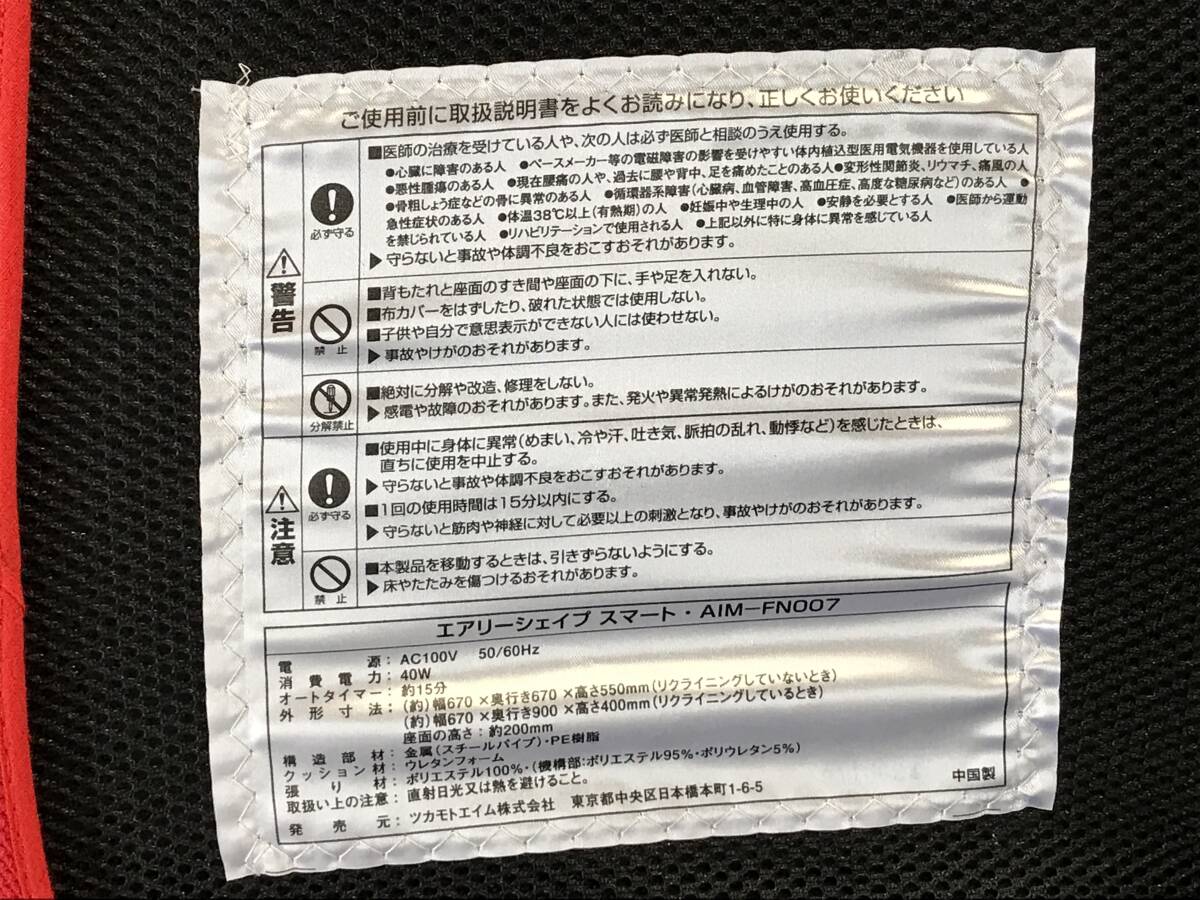 ご使用前に取扱説明書をよくお読みになり、正しくお使いください
警告
必ず守る
■医師の治療を受けている人や、次の人は必ず医師と相談のうえ使用する。
●心臓に障害のある人 ●ペースメーカー等の電磁障害の影響を受けやすい体内植込型医用電気機器を使用している人
●悪性腫瘍のある人 ●現在腰痛の人や、過去に腰や背中、足を痛めたことのある人●変形性関節炎、リウマチ、痛風の人
●骨粗しょう症などの骨に異常のある人 ●循環器系障害(心臓病、血管障害、高血圧症、高度な糖尿病など)のある人 ●
急性症状のある人 ●体温38℃以上(有熱期)の人 ●妊娠中や生理中の人 ●安静を必要とする人 ●医師から運動
を禁じられている人 ●リハビリテーションで使用される人 ●上記以外に特に身体に異常を感じている人
▶守らないと事故や体調不良をおこすおそれがあります。
禁止
■背もたれと座面のすき間や座面の下に、手や足を入れない。
■布カバーをはずしたり、破れた状態では使用しない。
■子供や自分で意思表示ができない人には使わせない。
▶事故やけがのおそれがあります。
分解禁止
■絶対に分解や改造、修理をしない。
▶感電や故障のおそれがあります。また、発火や異常発熱によるけがのおそれがあります。
注意
必ず守る
■使用中に身体に異常(めまい、冷や汗、吐き気、脈拍の乱れ、動悸など)を感じたときは、
直ちに使用を中止する。
▶守らないと事故や体調不良をおこすおそれがあります。
■1回の使用時間は15分以内にする。
▶守らないと筋肉や神経に対して必要以上の刺激となり、事故やけがのおそれがあります。
禁止
■本製品を移動するときは、引きずらないようにする。
▶床やたたみを傷つけるおそれがあります。
エアリーシェイプ スマート・AIM-FN007
電源:AC100V 50/60Hz
消費電力:40W
オートタイマー:約15分
外形寸法:(約)幅670×奥行き670×高さ550mm(リクライニングしていないとき)
(約)幅670×奥行き900×高さ400mm(リクライニングしているとき)
座面の高さ:約200mm
構造部材:金属(スチールパイプ)・PE樹脂
クッション材:ウレタンフォーム
張り材:ポリエステル100%・(機構部:ポリエステル95%・ポリウレタン5%)
取扱い上の注意:直射日光又は熱を避けること。
中国製
発売元:ツカモトエイム株式会社 東京都中央区日本橋本町1-6-5